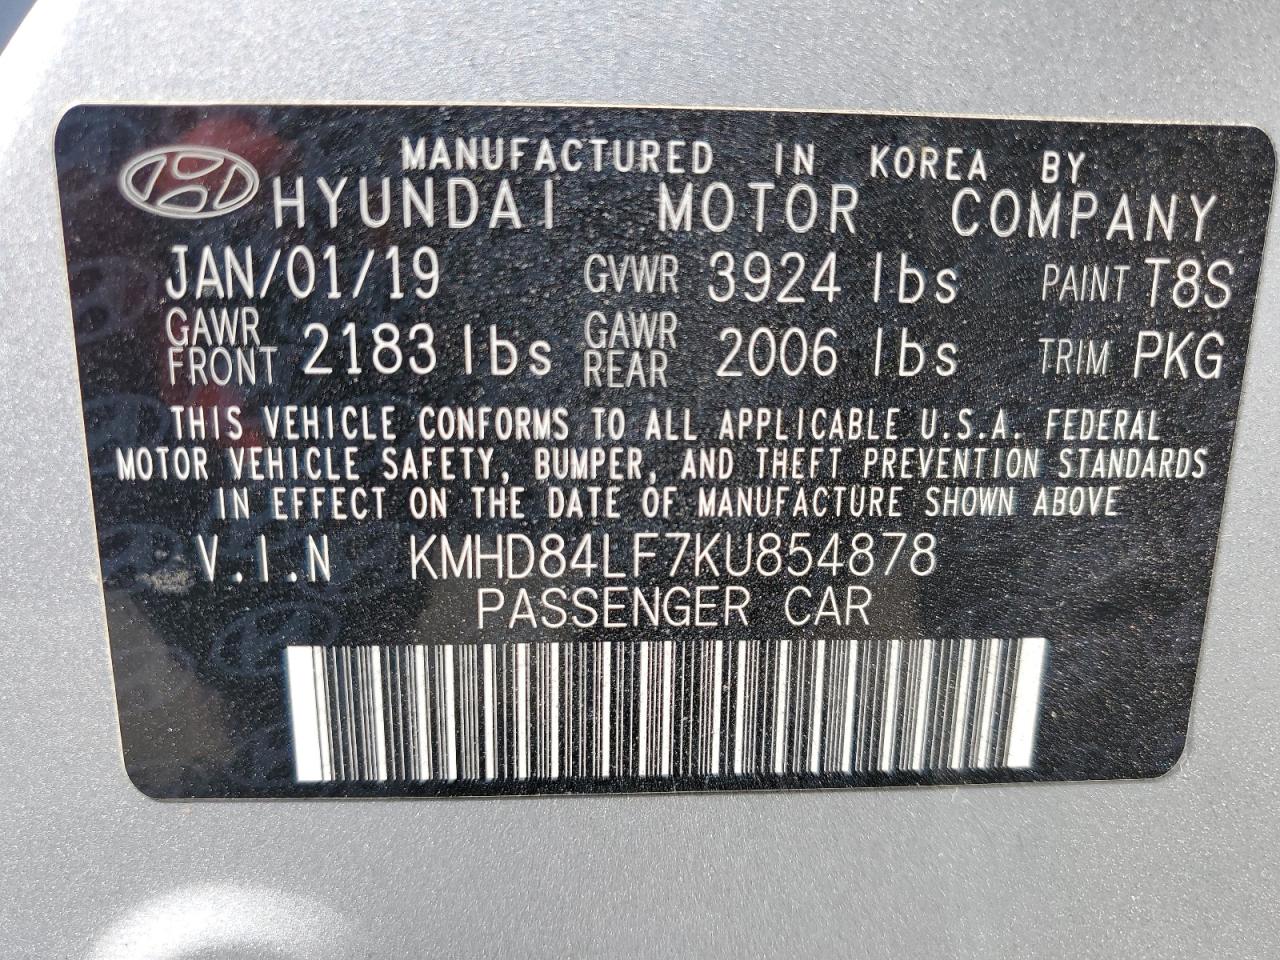 MANUFACTURED IN KOREA BY
HYUNDAI MOTOR COMPANY
JAN/01/19 GVWR 3924 lbs PAINT T8S
GAWR FRONT 2183 lbs GAWR REAR 2006 lbs TRIM PKG
THIS VEHICLE CONFORMS TO ALL APPLICABLE U.S.A. FEDERAL
MOTOR VEHICLE SAFETY, BUMPER, AND THEFT PREVENTION STANDARDS
IN EFFECT ON THE DATE OF MANUFACTURE SHOWN ABOVE
V.I.N KMHD84LF7KU854878
PASSENGER CAR